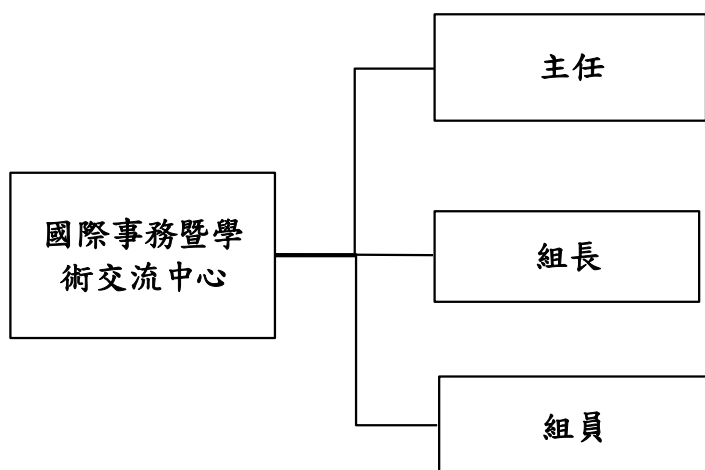 主任
國際事務暨學
術交流中心
組長
組員